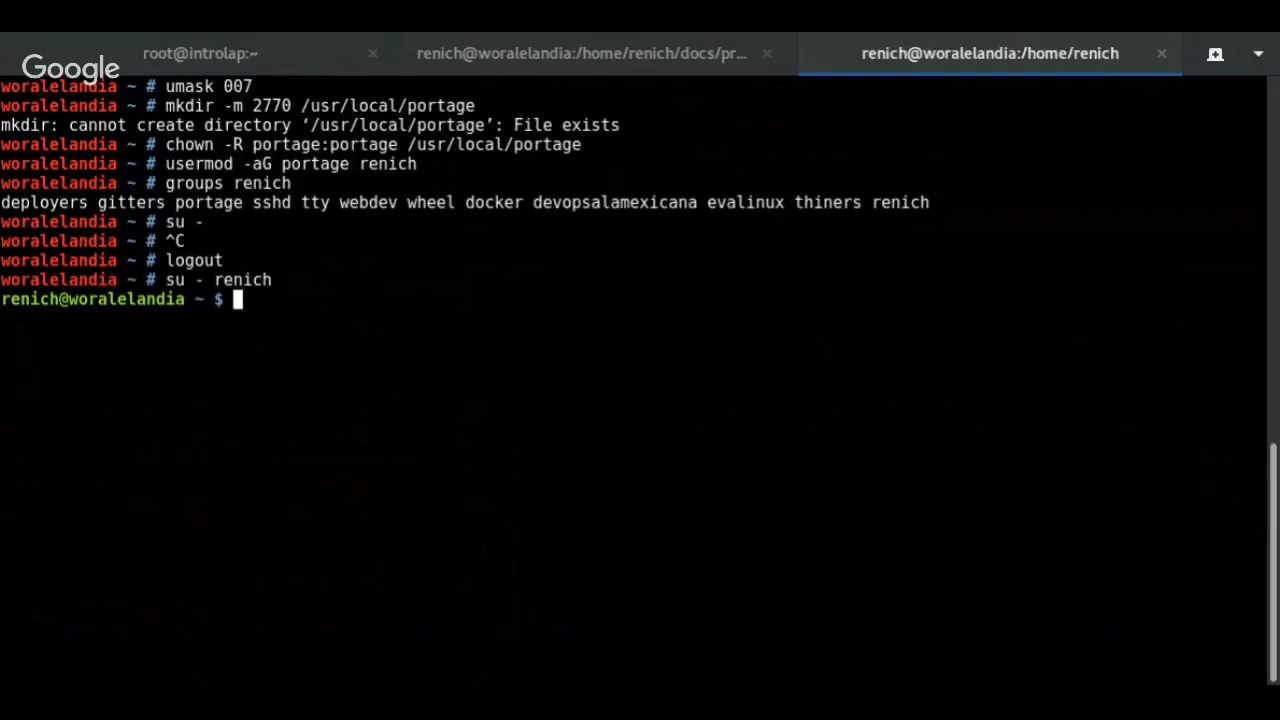 root@introlap:~ × renich@woralelandia:/home/renich/docs/pr... × renich@woralelandia:/home/renich ×
Google
woralelandia ~ # umask 007
woralelandia ~ # mkdir -m 2770 /usr/local/portage
mkdir: cannot create directory ‘/usr/local/portage’: File exists
woralelandia ~ # chown -R portage:portage /usr/local/portage
woralelandia ~ # usermod -aG portage renich
woralelandia ~ # groups renich
deployers gitters portage sshd tty webdev wheel docker devopsalamexicana evalinux thiners renich
woralelandia ~ # su -
woralelandia ~ # ^C
woralelandia ~ # logout
woralelandia ~ # su - renich
renich@woralelandia ~ $